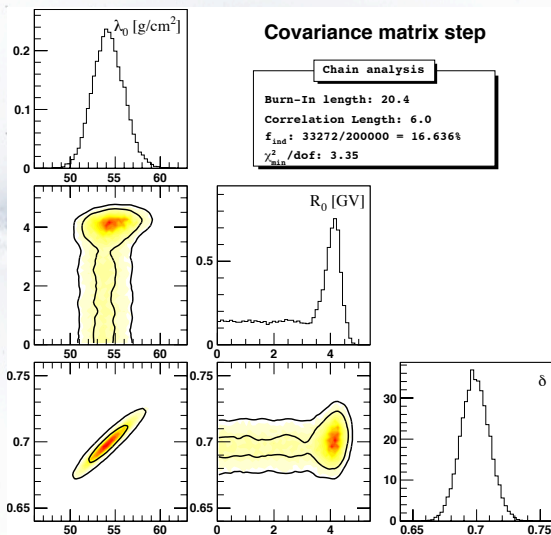 Covariance matrix step
Chain analysis
Burn-In length: 20.4
Correlation Length: 6.0
f_ind: 33272/200000 = 16.636%
χ²_min/dof: 3.35
λ₀ [g/cm²]
0.2
0.1
0
50 55 60
R₀ [GeV]
4
2
0
50 55 60
0.5
0
0 2 4
δ
0.75
0.7
0.65
50 55 60
0.75
0.7
0.65
0 2 4
30
20
10
0
0.65 0.7 0.75